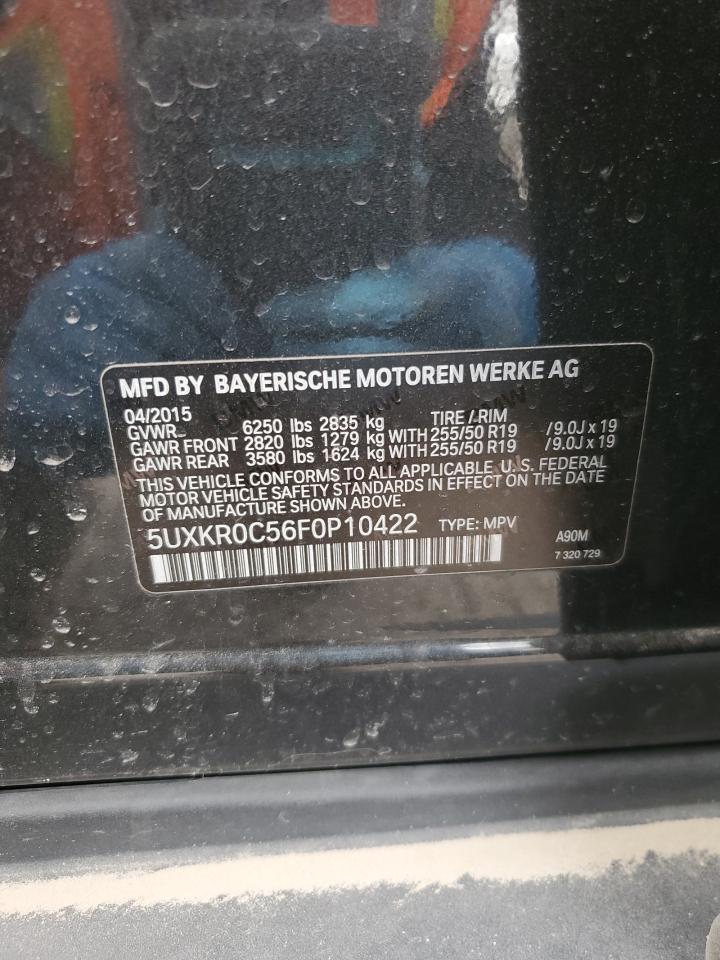 MFD BY BAYERISCHE MOTOREN WERKE AG
04/2015 TIRE / RIM
GVWR 6250 lbs 2835 kg
GAWR FRONT 2820 lbs 1279 kg WITH 255/50 R19 / 9.0J x 19
GAWR REAR 3580 lbs 1624 kg WITH 255/50 R19 / 9.0J x 19
THIS VEHICLE CONFORMS TO ALL APPLICABLE U.S. FEDERAL
MOTOR VEHICLE SAFETY STANDARDS IN EFFECT ON THE DATE
OF MANUFACTURE SHOWN ABOVE.
5UXKR0C56F0P10422 TYPE: MPV A90M
7 320 729